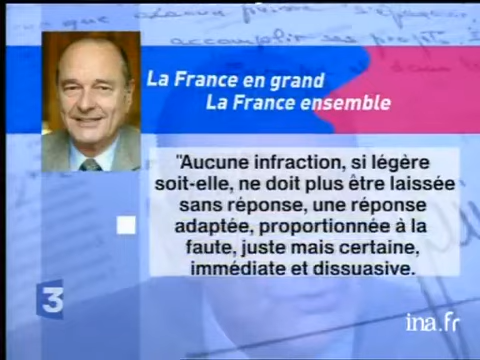 La France en grand
La France ensemble
"Aucune infraction, si légère
soit-elle, ne doit plus être laissée
sans réponse, une réponse
adaptée, proportionnée à la
faute, juste mais certaine,
immédiate et dissuasive.
3
ina.fr